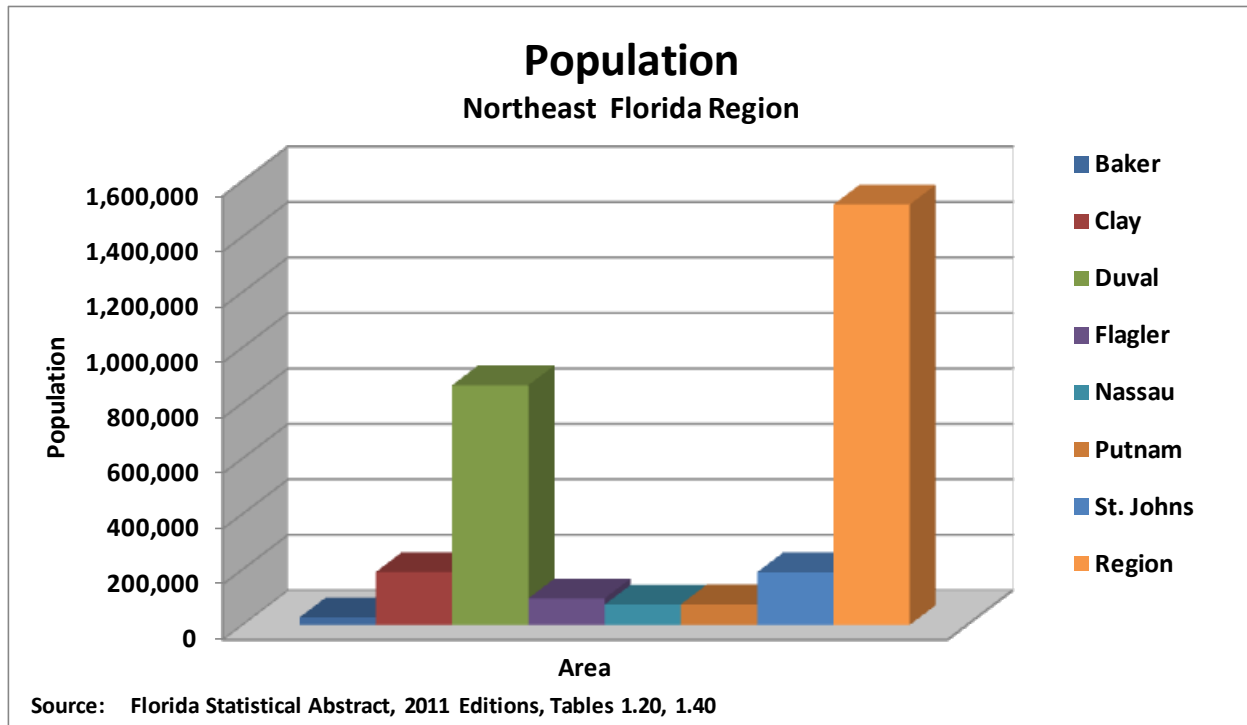 Population
Northeast Florida Region
1,600,000
1,400,000
1,200,000
1,000,000
800,000
600,000
400,000
200,000
0
Population
Area
Baker
Clay
Duval
Flagler
Nassau
Putnam
St. Johns
Region
Source: Florida Statistical Abstract, 2011 Editions, Tables 1.20, 1.40